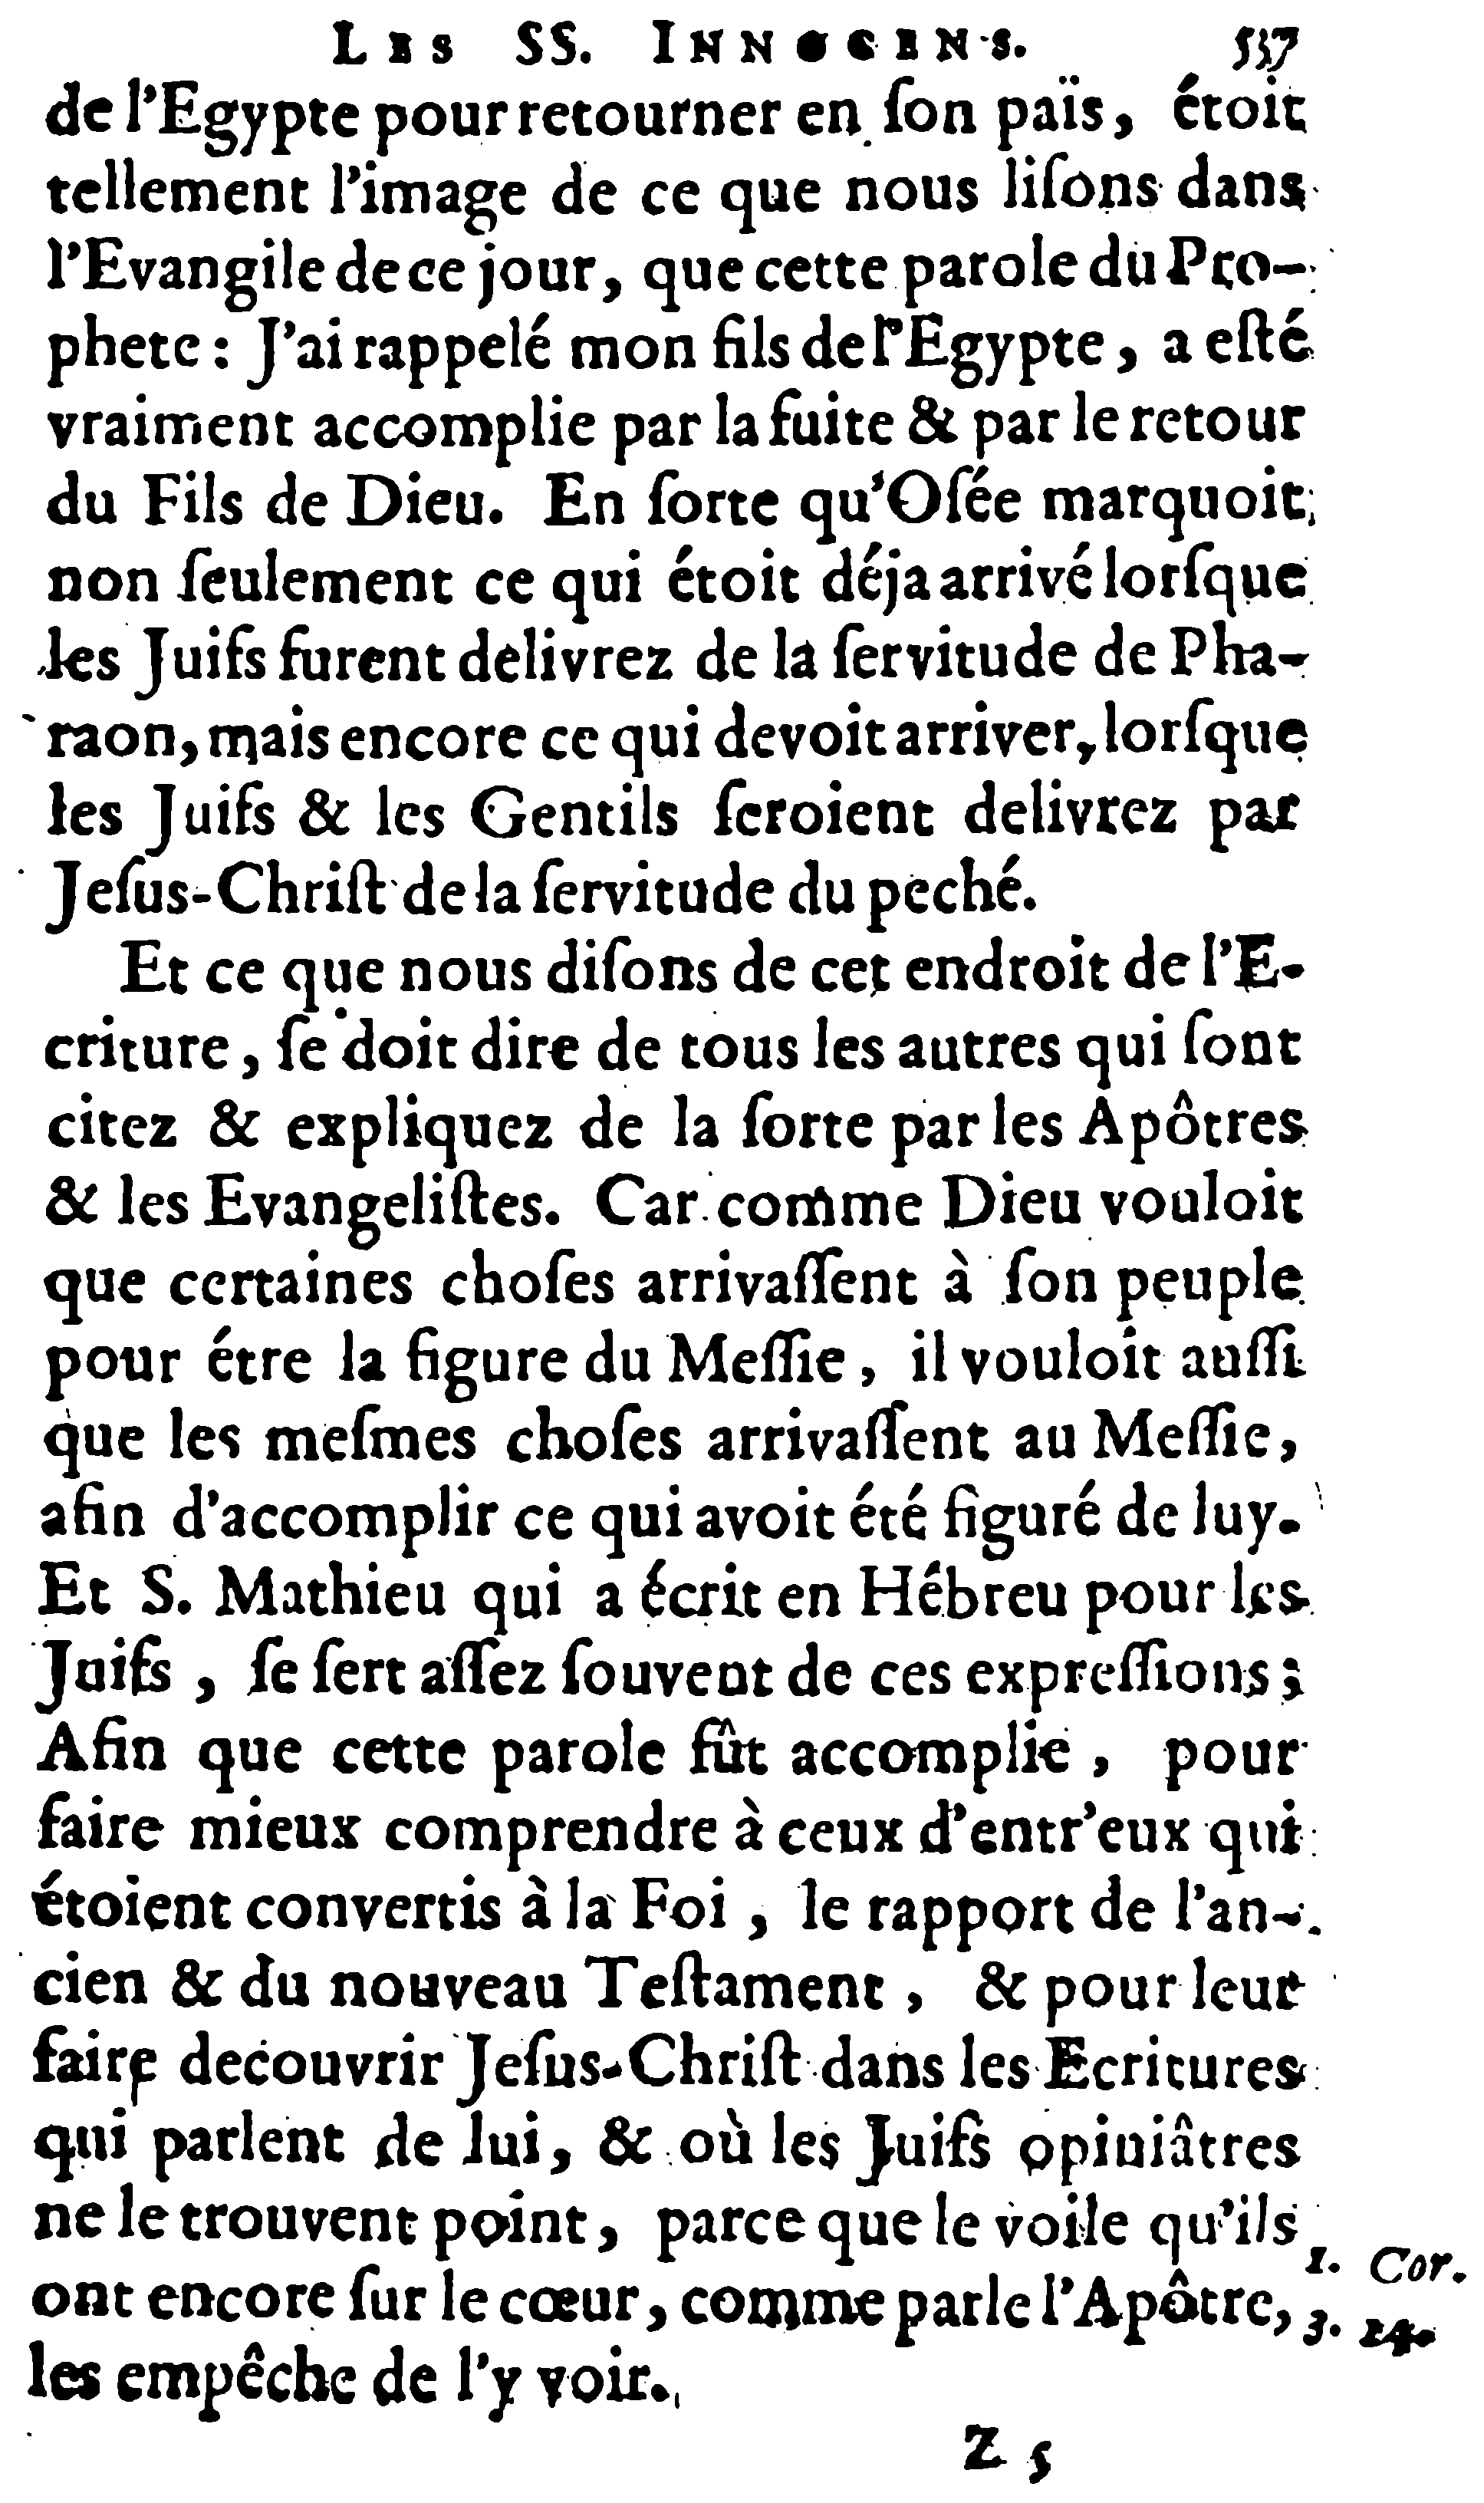 LES SS. INNOCENS. 537
de l'Egypte pour retourner en ſon païs, étoit
tellement l'image de ce que nous liſons dans
l'Evangile de ce jour, que cette parole du Pro-
phete : J'ai rappelé mon fils de l'Egypte, a eſté
vraiment accomplie par la fuite & par le retour
du Fils de Dieu. En ſorte qu'Oſée marquoit
non ſeulement ce qui étoit déja arrivé lorſque
les Juifs furent delivrez de la ſervitude de Pha-
raon, mais encore ce qui devoit arriver, lorſque
les Juifs & les Gentils ſeroient delivrez par
Jeſus-Chriſt de la ſervitude du peché.
Et ce que nous diſons de cet endroit de l'E-
criture, ſe doit dire de tous les autres qui ſont
citez & expliquez de la ſorte par les Apôtres
& les Evangeliſtes. Car comme Dieu vouloit
que certaines choſes arrivaſſent à ſon peuple
pour étre la figure du Meſſie, il vouloit auſſi
que les meſmes choſes arrivaſſent au Meſſie,
afin d'accomplir ce qui avoit été figuré de luy.
Et S. Mathieu qui a écrit en Hébreu pour les
Juifs, ſe ſert aſſez ſouvent de ces expreſſions;
Afin que cette parole fût accomplie, pour
faire mieux comprendre à ceux d'entr'eux qui
étoient convertis à la Foi, le rapport de l'an-
cien & du nouveau Teſtament, & pour leur
faire decouvrir Jeſus-Chriſt dans les Ecritures
qui parlent de lui, & où les Juifs opiniâtres
ne le trouvent point, parce que le voile qu'ils
ont encore ſur le cœur, comme parle l'Apôtre,
les empêche de l'y voir.
1. Cor.
3. 14.
Z 5